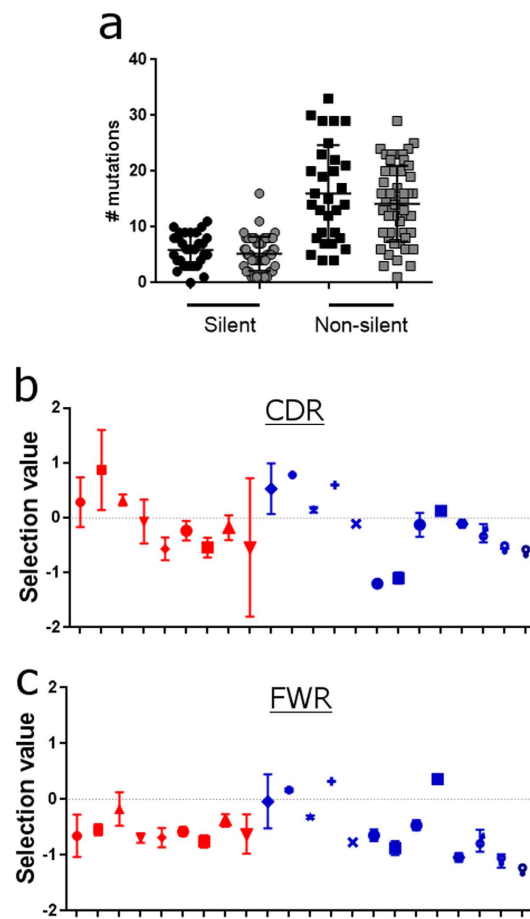 a
# mutations
40
30
20
10
0
Silent
Non-silent
b
CDR
Selection value
2
1
0
-1
-2
c
FWR
Selection value
2
1
0
-1
-2